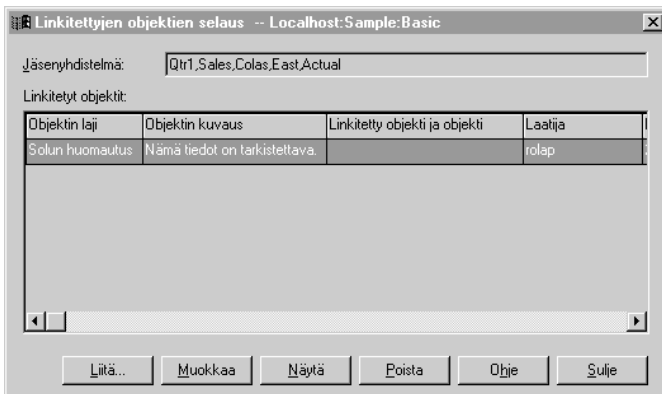 Linkitettyjen objektien selaus -- Localhost:Sample:Basic
Jäsenyhdistelmä: Qtr1,Sales,Colas,East,Actual
Linkitetyt objektit:
Objektin laji Objektin kuvaus Linkitetty objekti ja objekti Laatija
Solun huomautus Nämä tiedot on tarkistettava. rolap
Liitä... Muokkaa Näytä Poista Ohje Sulje